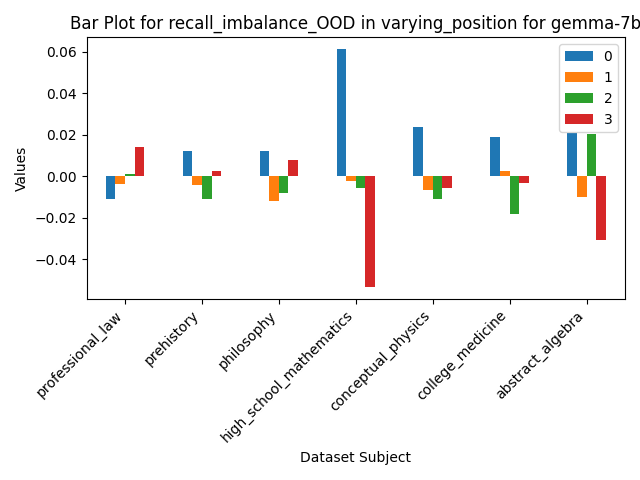 Bar Plot for recall_imbalance_OOD in varying_position for gemma-7b
0.06
0.04
0.02
0.00
−0.02
−0.04
Values
0
1
2
3
professional_law
prehistory
philosophy
high_school_mathematics
conceptual_physics
college_medicine
abstract_algebra
Dataset Subject